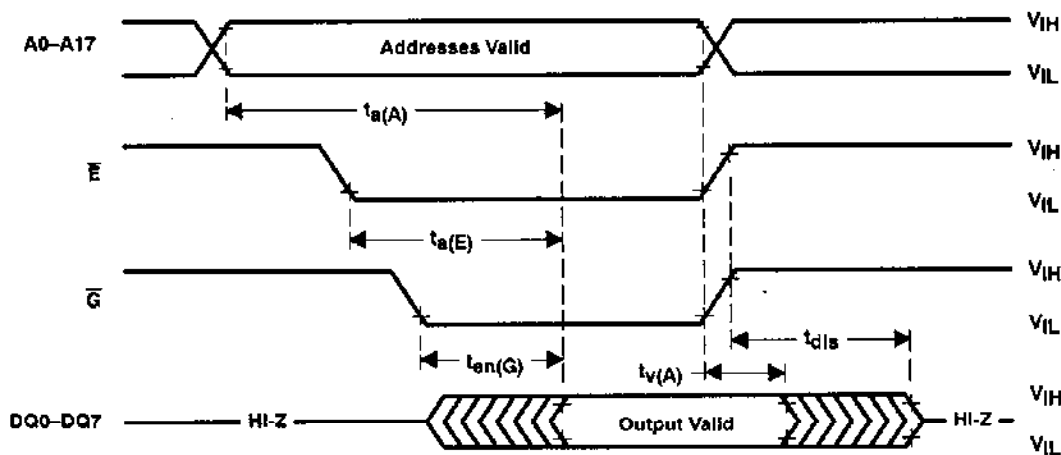 A0–A17 Addresses Valid VIH
VIL
ta(A)
E VIH
VIL
ta(E)
G VIH
VIL
ten(G) tv(A) tdis
DQ0–DQ7 HI-Z Output Valid HI-Z VIH
VIL